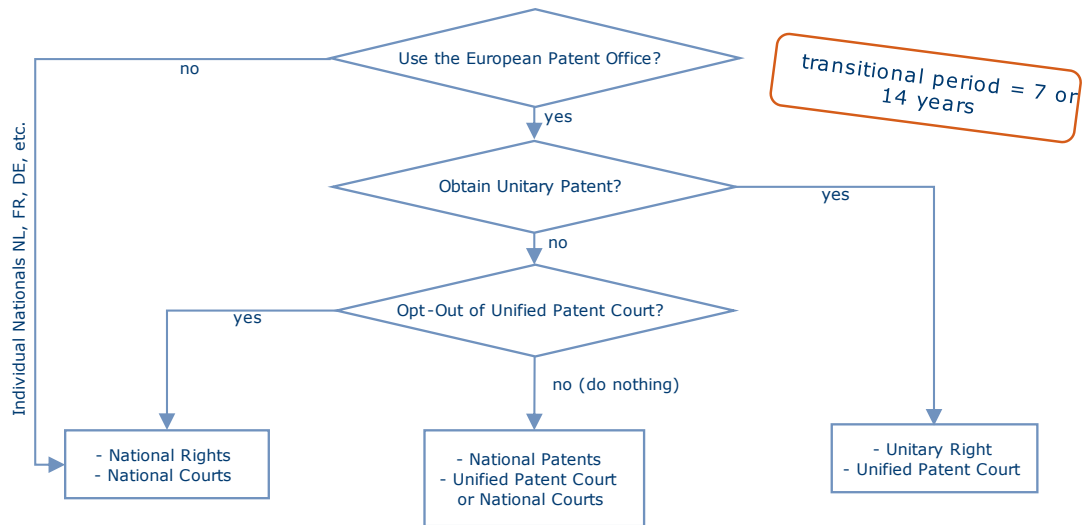 Use the European Patent Office?
transitional period = 7 or
14 years
no
yes
Individual Nationals NL, FR, DE, etc.
Obtain Unitary Patent?
yes
no
Opt-Out of Unified Patent Court?
yes
no (do nothing)
- National Rights
- National Courts
- National Patents
- Unified Patent Court
or National Courts
- Unitary Right
- Unified Patent Court